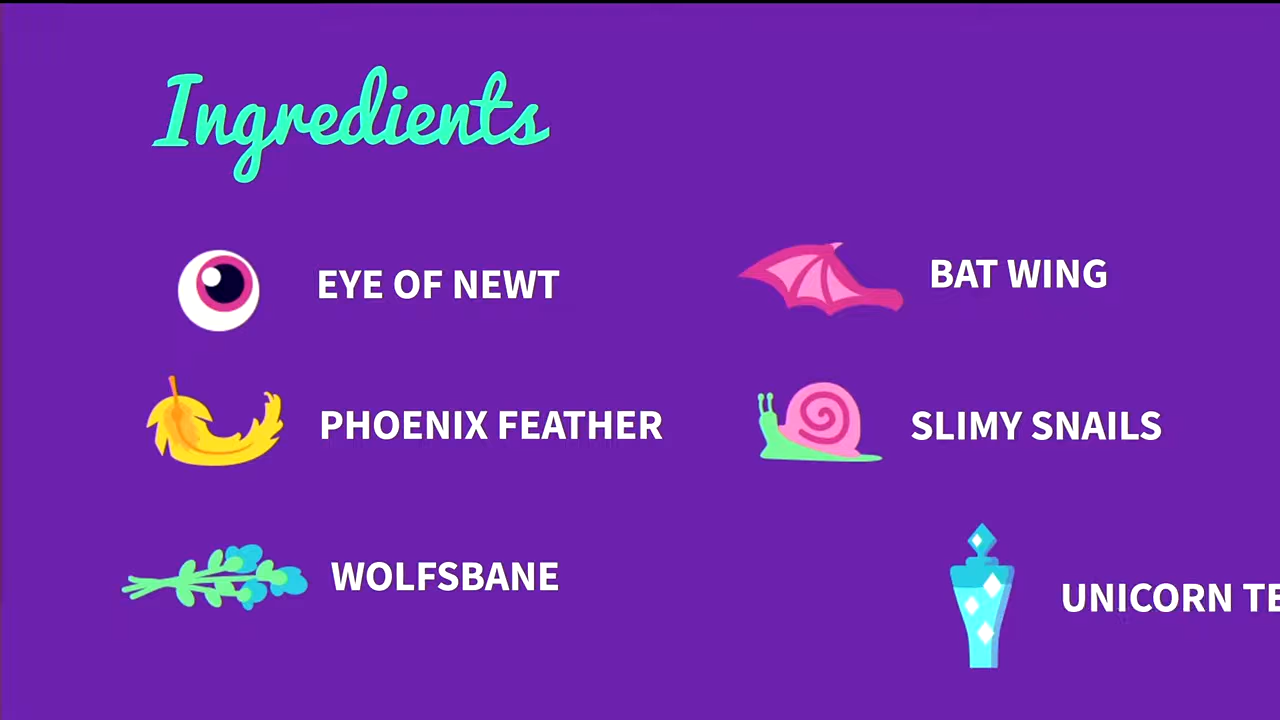 Ingredients
EYE OF NEWT
BAT WING
PHOENIX FEATHER
SLIMY SNAILS
WOLFSBANE
UNICORN